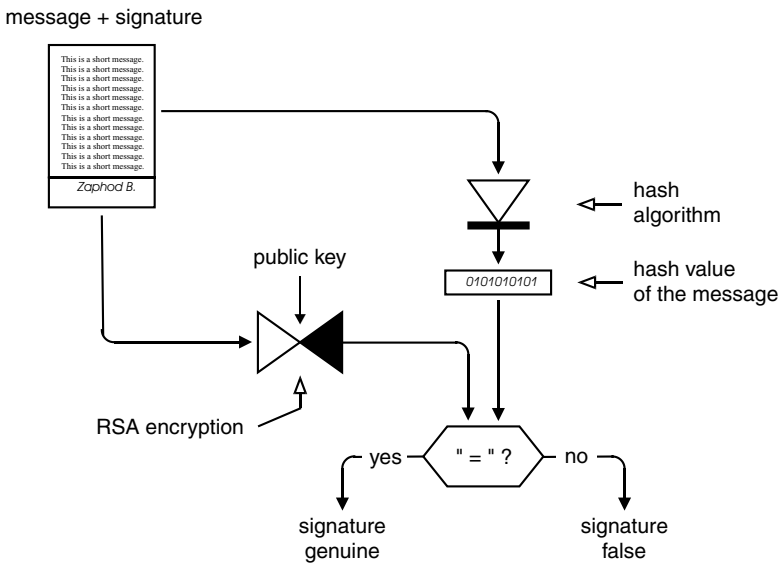 message + signature
This is a short message.
This is a short message.
This is a short message.
This is a short message.
This is a short message.
This is a short message.
This is a short message.
This is a short message.
This is a short message.
This is a short message.
This is a short message.
This is a short message.
Zaphod B.
hash
algorithm
public key
hash value
of the message
0101010101
RSA encryption
yes
" = " ?
no
signature
genuine
signature
false